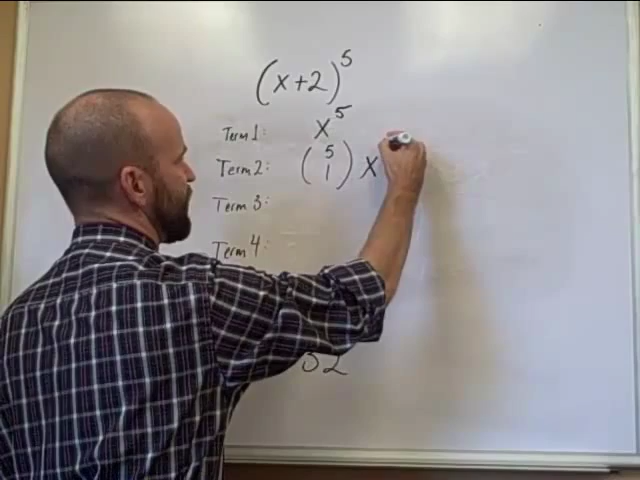 (x+2)^5
Term 1: x^5
Term 2: (5 1) x
Term 3:
Term 4:
32